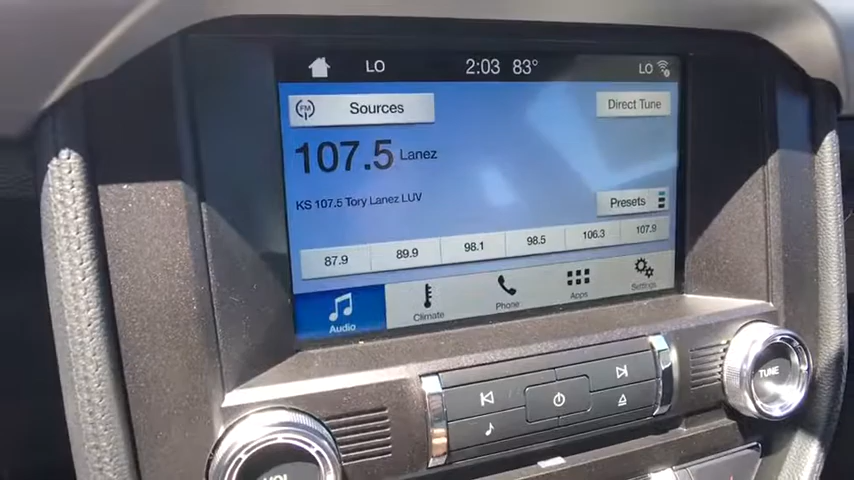 LO 2:03 83° LO
FM Sources Direct Tune
107.5 Lanez
KS 107.5/Tory Lanez LUV
Presets
87.9 89.9 98.1 98.5 106.3 107.9
Audio Climate Phone Apps Settings
TUNE
VOL